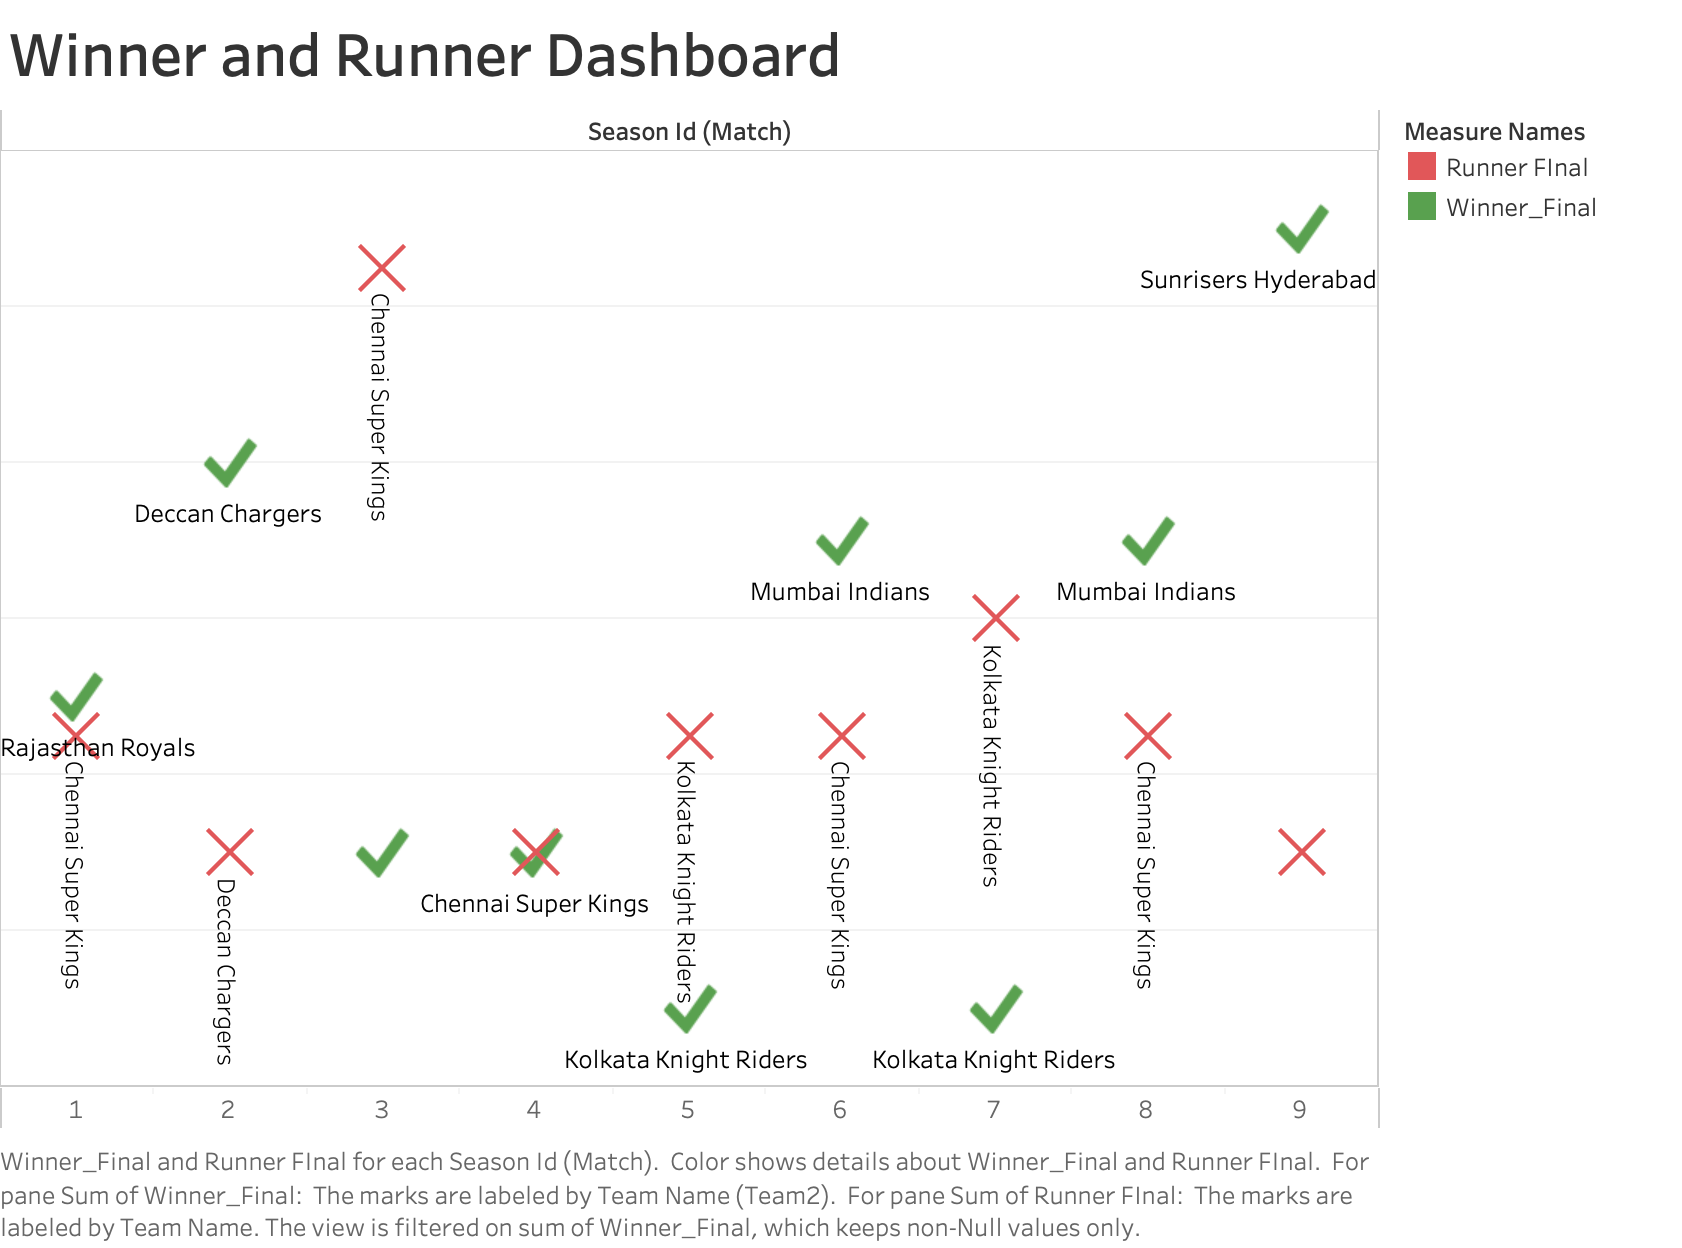 Winner and Runner Dashboard
Season Id (Match)
Measure Names
Runner FInal
Winner_Final
Sunrisers Hyderabad
Chennai Super Kings
Deccan Chargers
Mumbai Indians
Mumbai Indians
Rajasthan Royals
Kolkata Knight Riders
Chennai Super Kings
Kolkata Knight Riders
Chennai Super Kings
Chennai Super Kings
Deccan Chargers
Chennai Super Kings
Kolkata Knight Riders
Kolkata Knight Riders
1 2 3 4 5 6 7 8 9
Winner_Final and Runner FInal for each Season Id (Match). Color shows details about Winner_Final and Runner FInal. For
pane Sum of Winner_Final: The marks are labeled by Team Name (Team2). For pane Sum of Runner FInal: The marks are
labeled by Team Name. The view is filtered on sum of Winner_Final, which keeps non-Null values only.